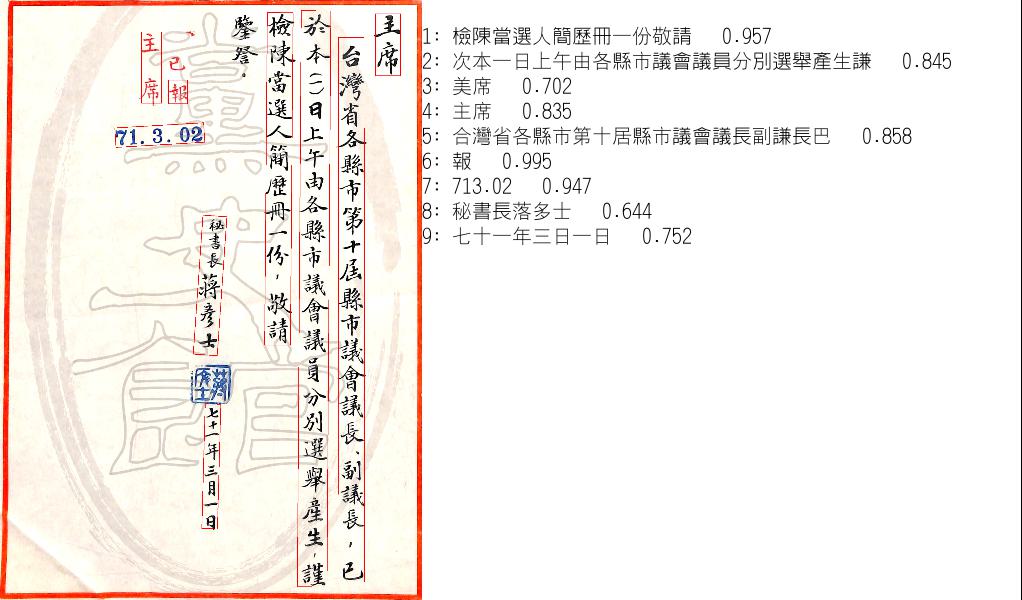 主席
台灣省各縣市第十屆縣市議會議長、副議長，已
於本(一)日上午由各縣市議會議員分別選舉產生，謹
檢陳當選人簡歷冊一份，敬請
鑒詧。
秘書長 蔣彥士
蔣彥士
七十一年三月一日
主席
已報
71.3.02
黨史館
1: 檢陳當選人簡歷冊一份敬請 0.957
2: 次本一日上午由各縣市議會議員分別選舉產生謙 0.845
3: 美席 0.702
4: 主席 0.835
5: 合灣省各縣市第十居縣市議會議長副謙長巴 0.858
6: 報 0.995
7: 713.02 0.947
8: 秘書長落多士 0.644
9: 七十一年三日一日 0.752